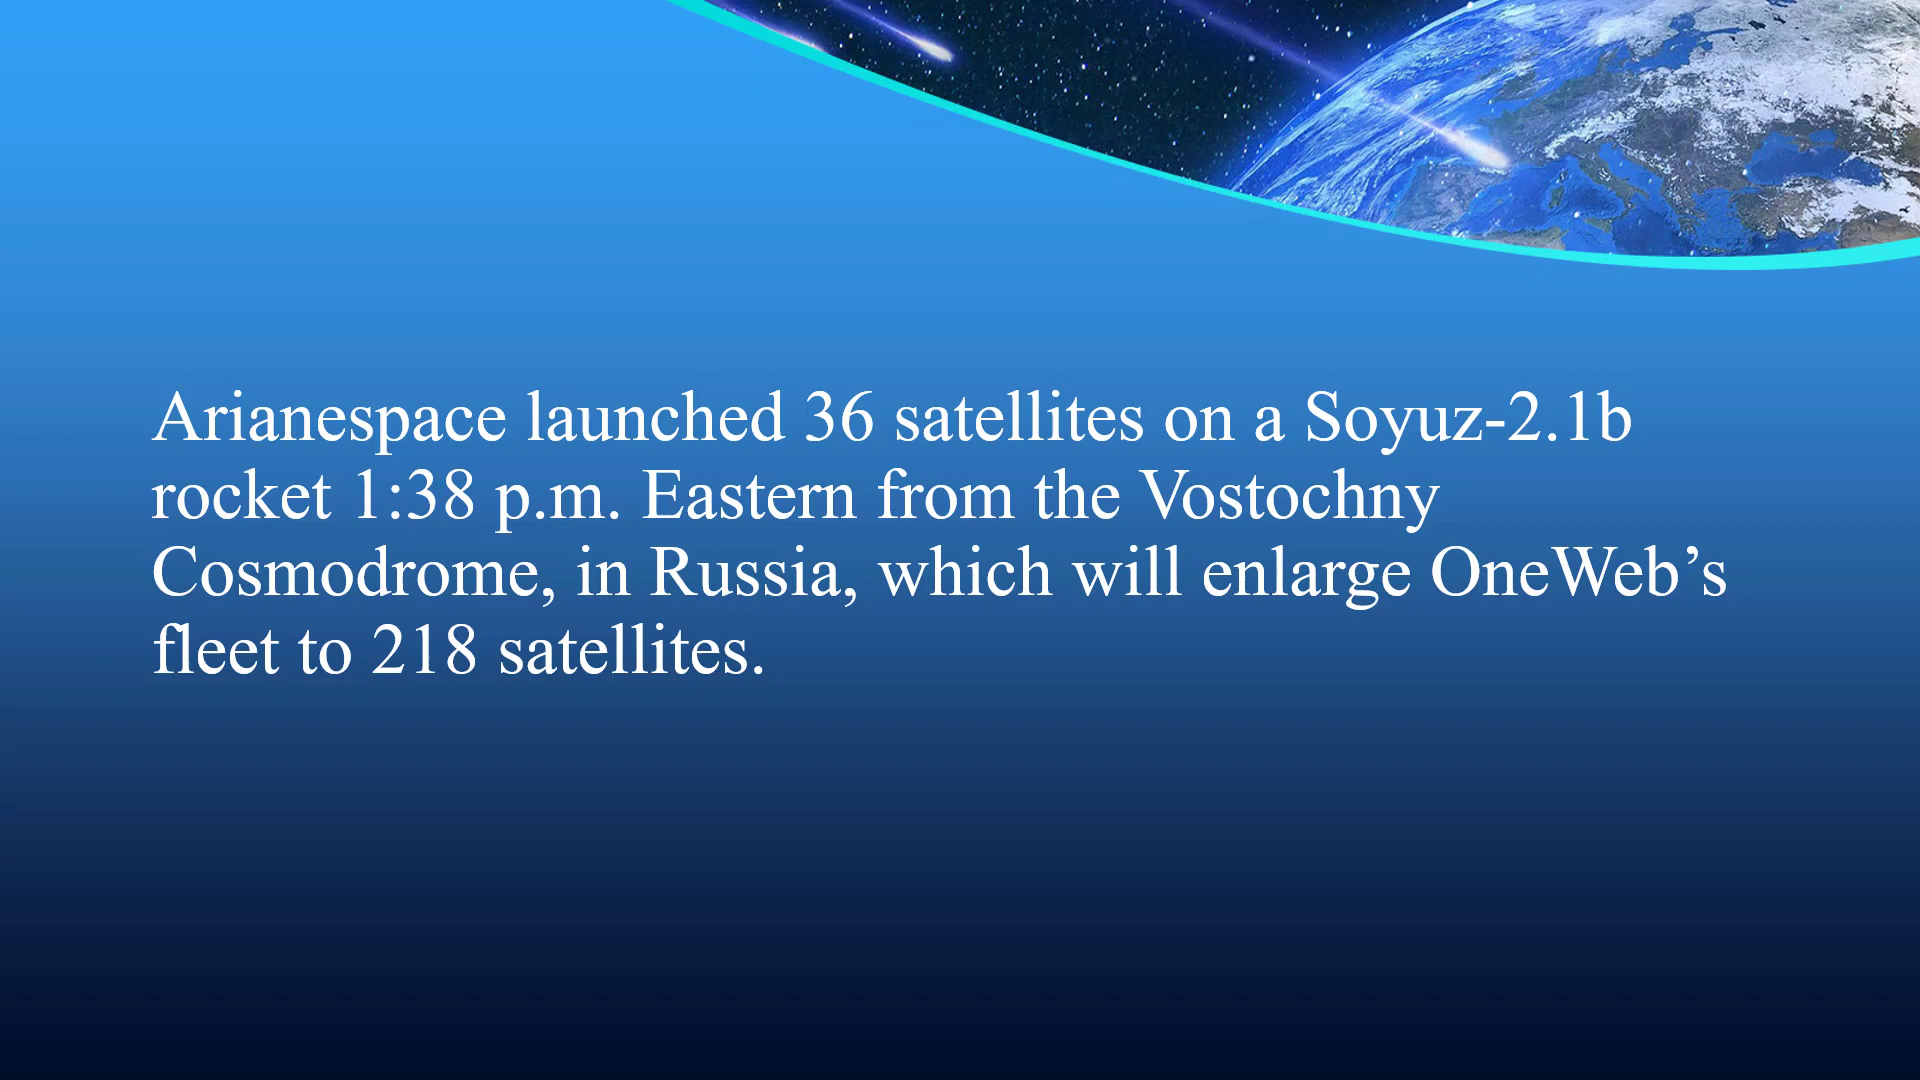 Arianespace launched 36 satellites on a Soyuz-2.1b
rocket 1:38 p.m. Eastern from the Vostochny
Cosmodrome, in Russia, which will enlarge OneWeb’s
fleet to 218 satellites.